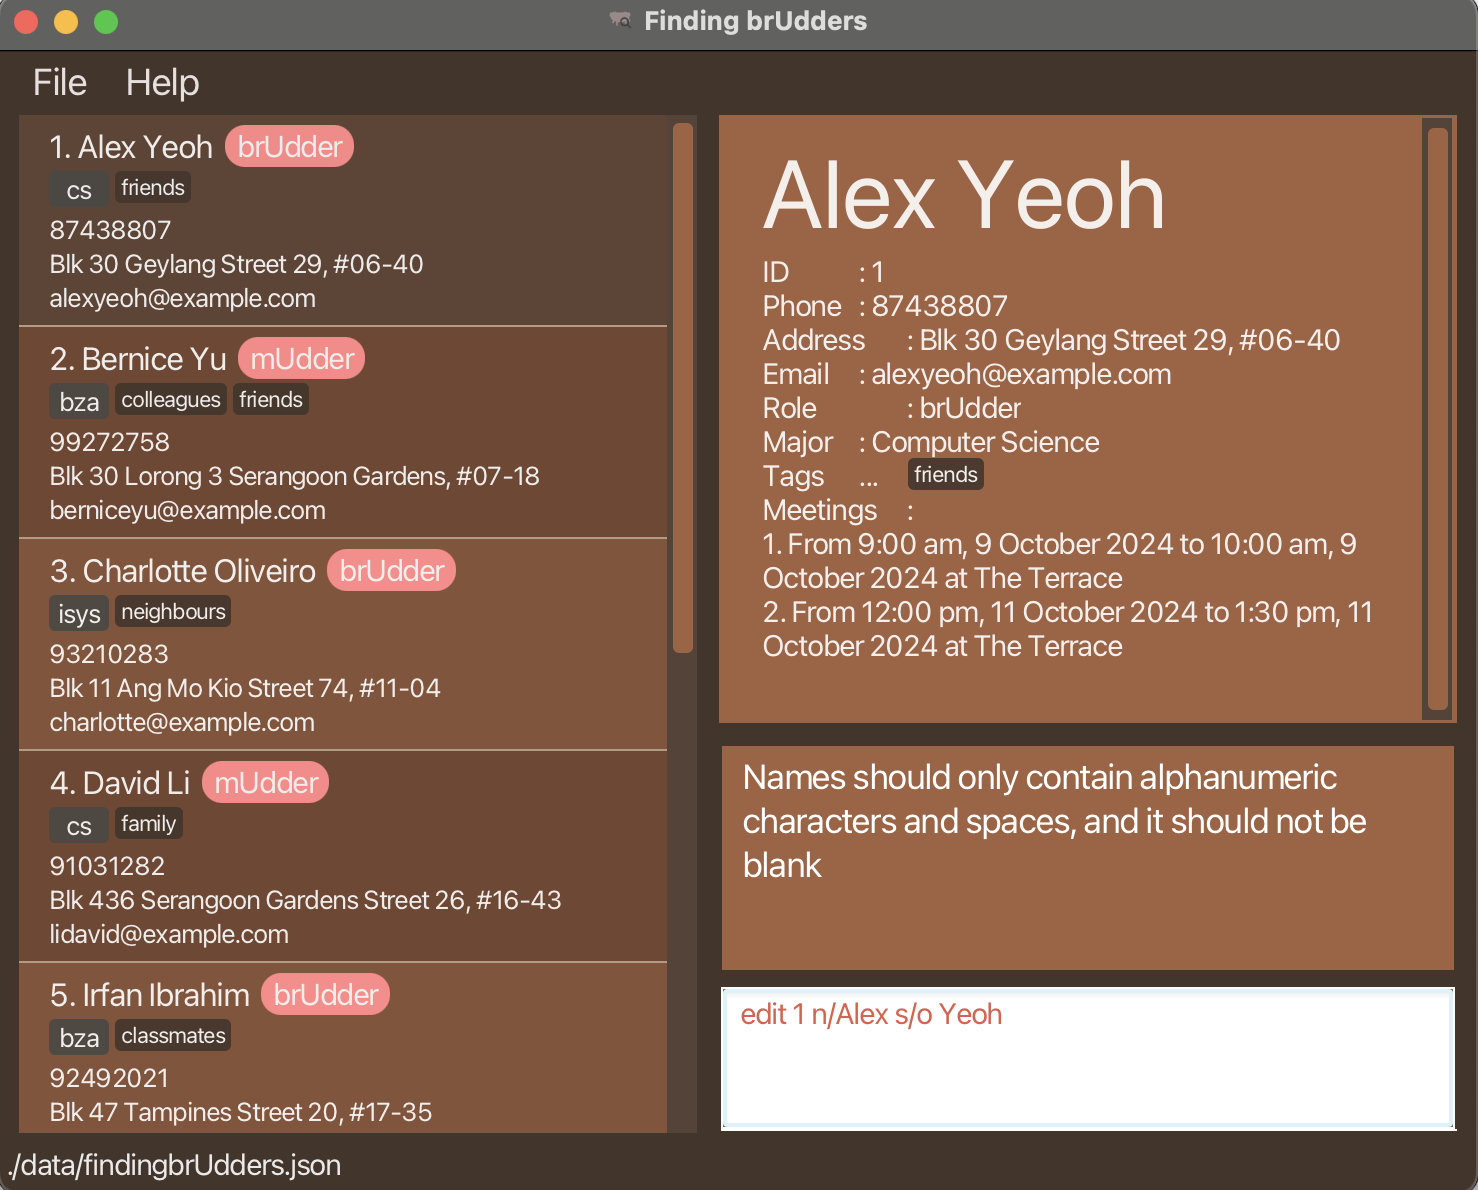 Finding brUdders
File Help
1. Alex Yeoh brUdder
cs friends
87438807
Blk 30 Geylang Street 29, #06-40
alexyeoh@example.com
2. Bernice Yu mUdder
bza colleagues friends
99272758
Blk 30 Lorong 3 Serangoon Gardens, #07-18
berniceyu@example.com
3. Charlotte Oliveiro brUdder
isys neighbours
93210283
Blk 11 Ang Mo Kio Street 74, #11-04
charlotte@example.com
4. David Li mUdder
cs family
91031282
Blk 436 Serangoon Gardens Street 26, #16-43
lidavid@example.com
5. Irfan Ibrahim brUdder
bza classmates
92492021
Blk 47 Tampines Street 20, #17-35
Alex Yeoh
ID : 1
Phone : 87438807
Address : Blk 30 Geylang Street 29, #06-40
Email : alexyeoh@example.com
Role : brUdder
Major : Computer Science
Tags ... friends
Meetings :
1. From 9:00 am, 9 October 2024 to 10:00 am, 9
October 2024 at The Terrace
2. From 12:00 pm, 11 October 2024 to 1:30 pm, 11
October 2024 at The Terrace
Names should only contain alphanumeric
characters and spaces, and it should not be
blank
edit 1 n/Alex s/o Yeoh
./data/findingbrUdders.json